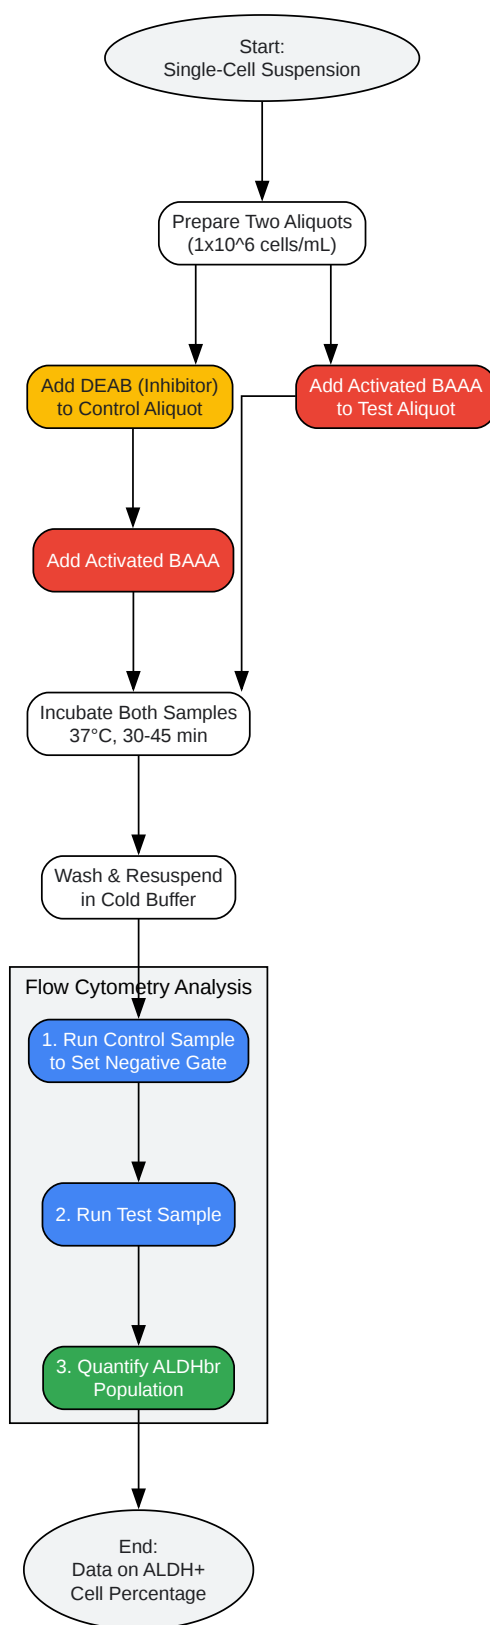 Start:
Single-Cell Suspension
Prepare Two Aliquots
(1x10^6 cells/mL)
Add DEAB (Inhibitor)
to Control Aliquot
Add Activated BAAA
to Test Aliquot
Add Activated BAAA
Incubate Both Samples
37°C, 30-45 min
Wash & Resuspend
in Cold Buffer
Flow Cytometry Analysis
1. Run Control Sample
to Set Negative Gate
2. Run Test Sample
3. Quantify ALDHbr
Population
End:
Data on ALDH+
Cell Percentage